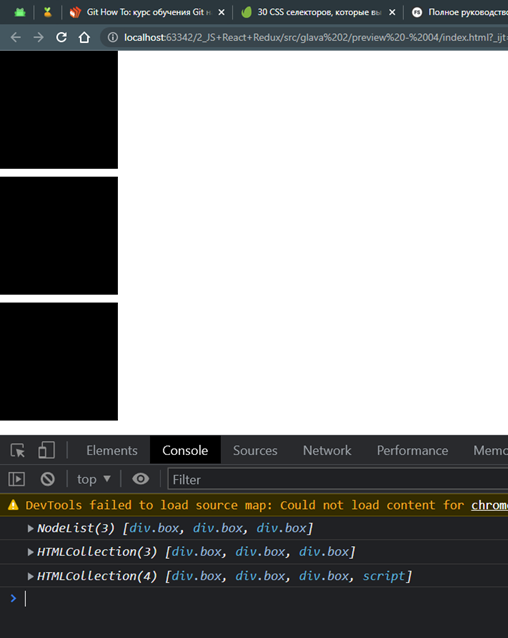 Git How To: курс обучения Git н
30 CSS селекторов, которые вы
FS Полное руководство
localhost:63342/2_JS+React+Redux/src/glava%202/preview%20-%2004/index.html?_ijt=
Elements Console Sources Network Performance Memo
top Filter
DevTools failed to load source map: Could not load content for chrome
NodeList(3) [div.box, div.box, div.box]
HTMLCollection(3) [div.box, div.box, div.box]
HTMLCollection(4) [div.box, div.box, div.box, script]